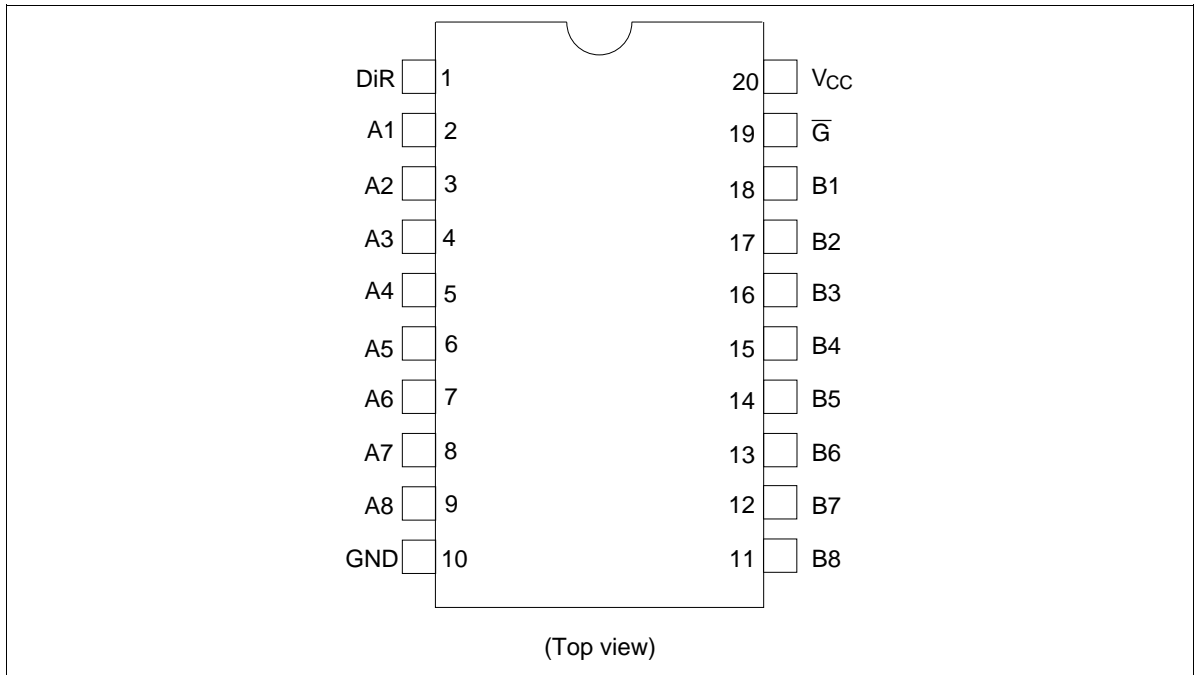 DiR 1 20 VCC
A1 2 19 G̅
A2 3 18 B1
A3 4 17 B2
A4 5 16 B3
A5 6 15 B4
A6 7 14 B5
A7 8 13 B6
A8 9 12 B7
GND 10 11 B8
(Top view)